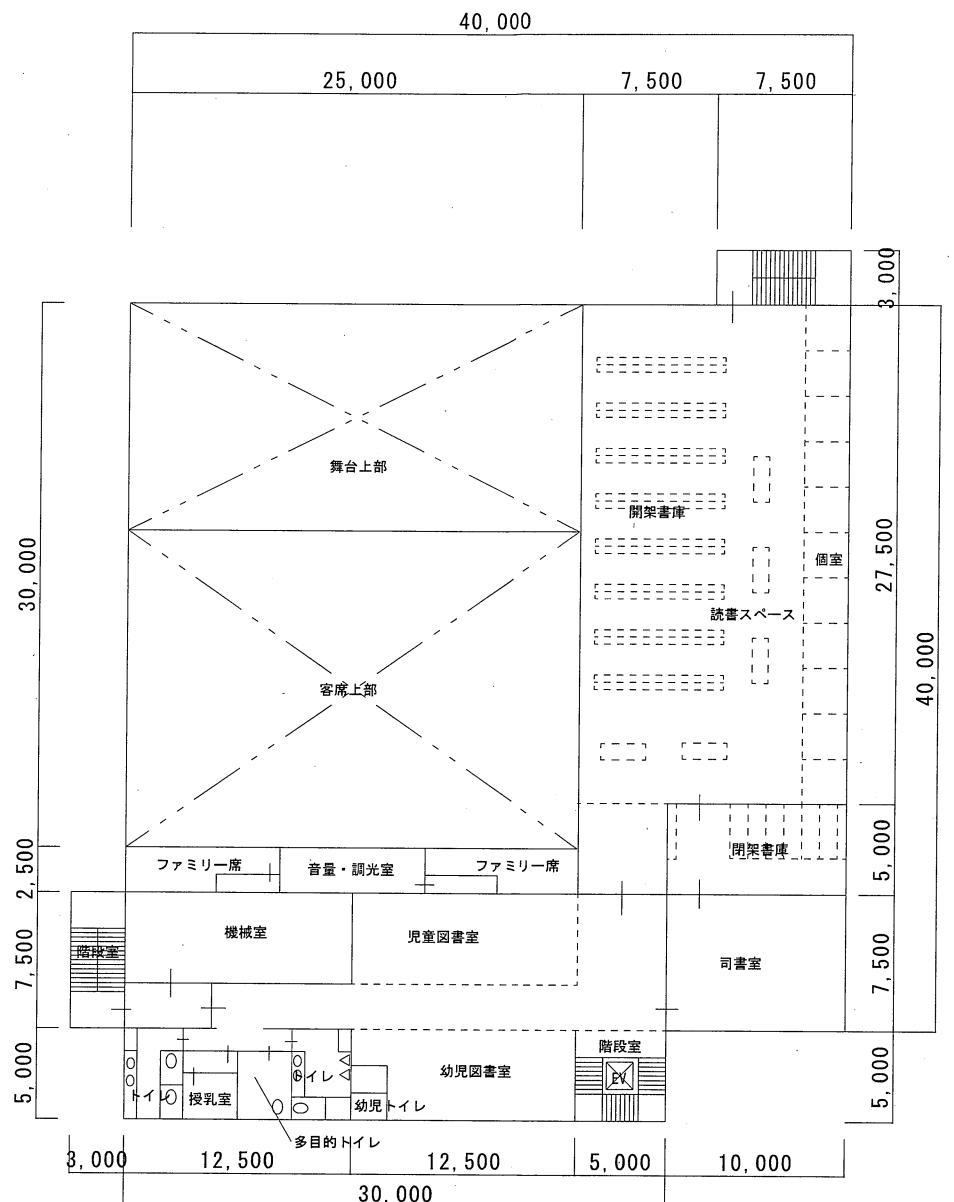 40,000
25,000
7,500
7,500
3,000
舞台上部
開架書庫
30,000
個室
27,500
読書スペース
40,000
客席上部
2,500
ファミリー席
音量・調光室
ファミリー席
閉架書庫
5,000
階段室
機械室
児童図書室
司書室
7,500
7,500
階段室
5,000
トイレ
授乳室
トイレ
幼児トイレ
幼児図書室
EV
5,000
多目的トイレ
3,000
12,500
12,500
5,000
10,000
30,000